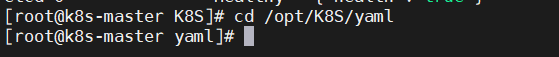 [root@k8s-master K8S]# cd /opt/K8S/yaml
[root@k8s-master yaml]#